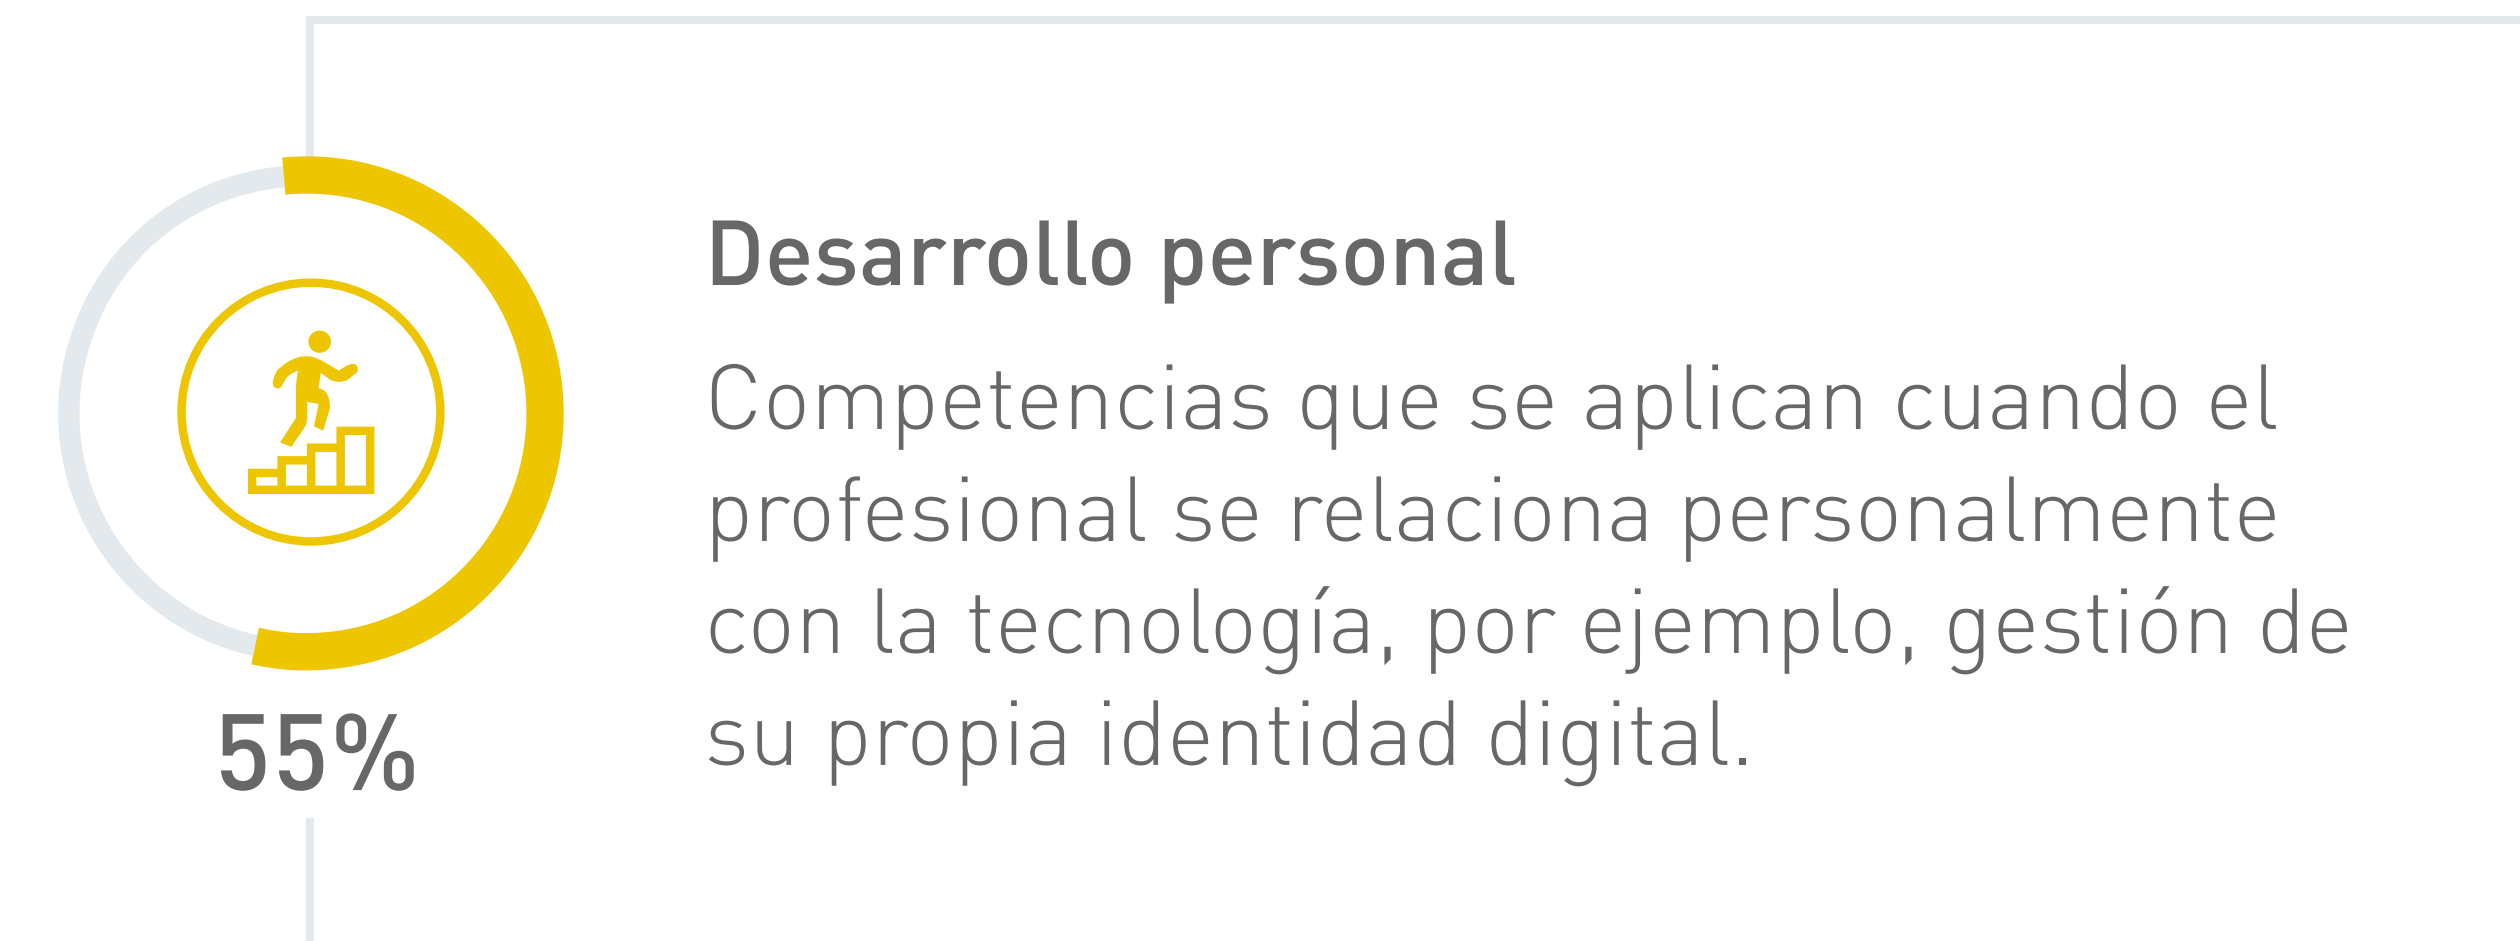 Desarrollo personal
Competencias que se aplican cuando el
profesional se relaciona personalmente
con la tecnología, por ejemplo, gestión de
su propia identidad digital.
55%